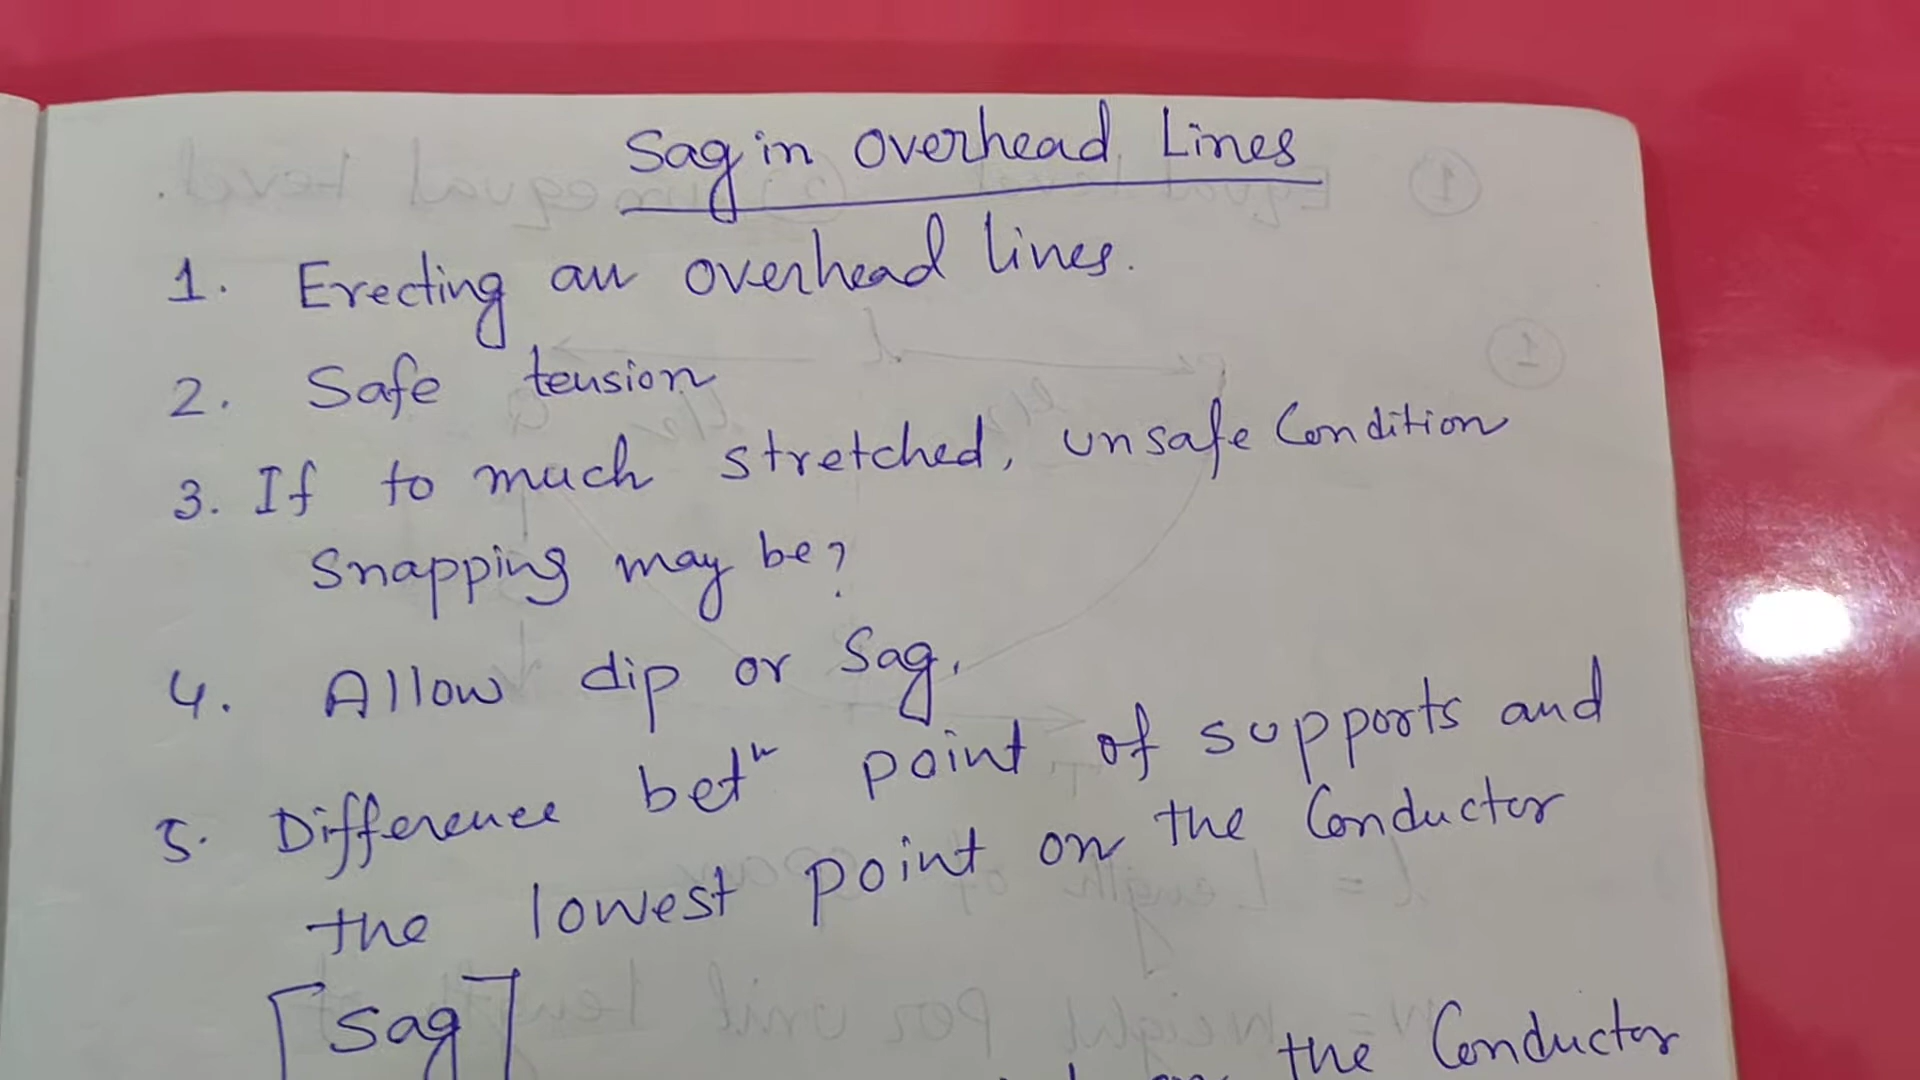 Sag in overhead Lines
1. Erecting an overhead lines.
2. Safe tension
3. If to much stretched, unsafe Condition
Snapping may be?
4. Allow dip or Sag.
5. Difference betⁿ point of supports and
the lowest point on the Conductor
[Sag]
the Conductor